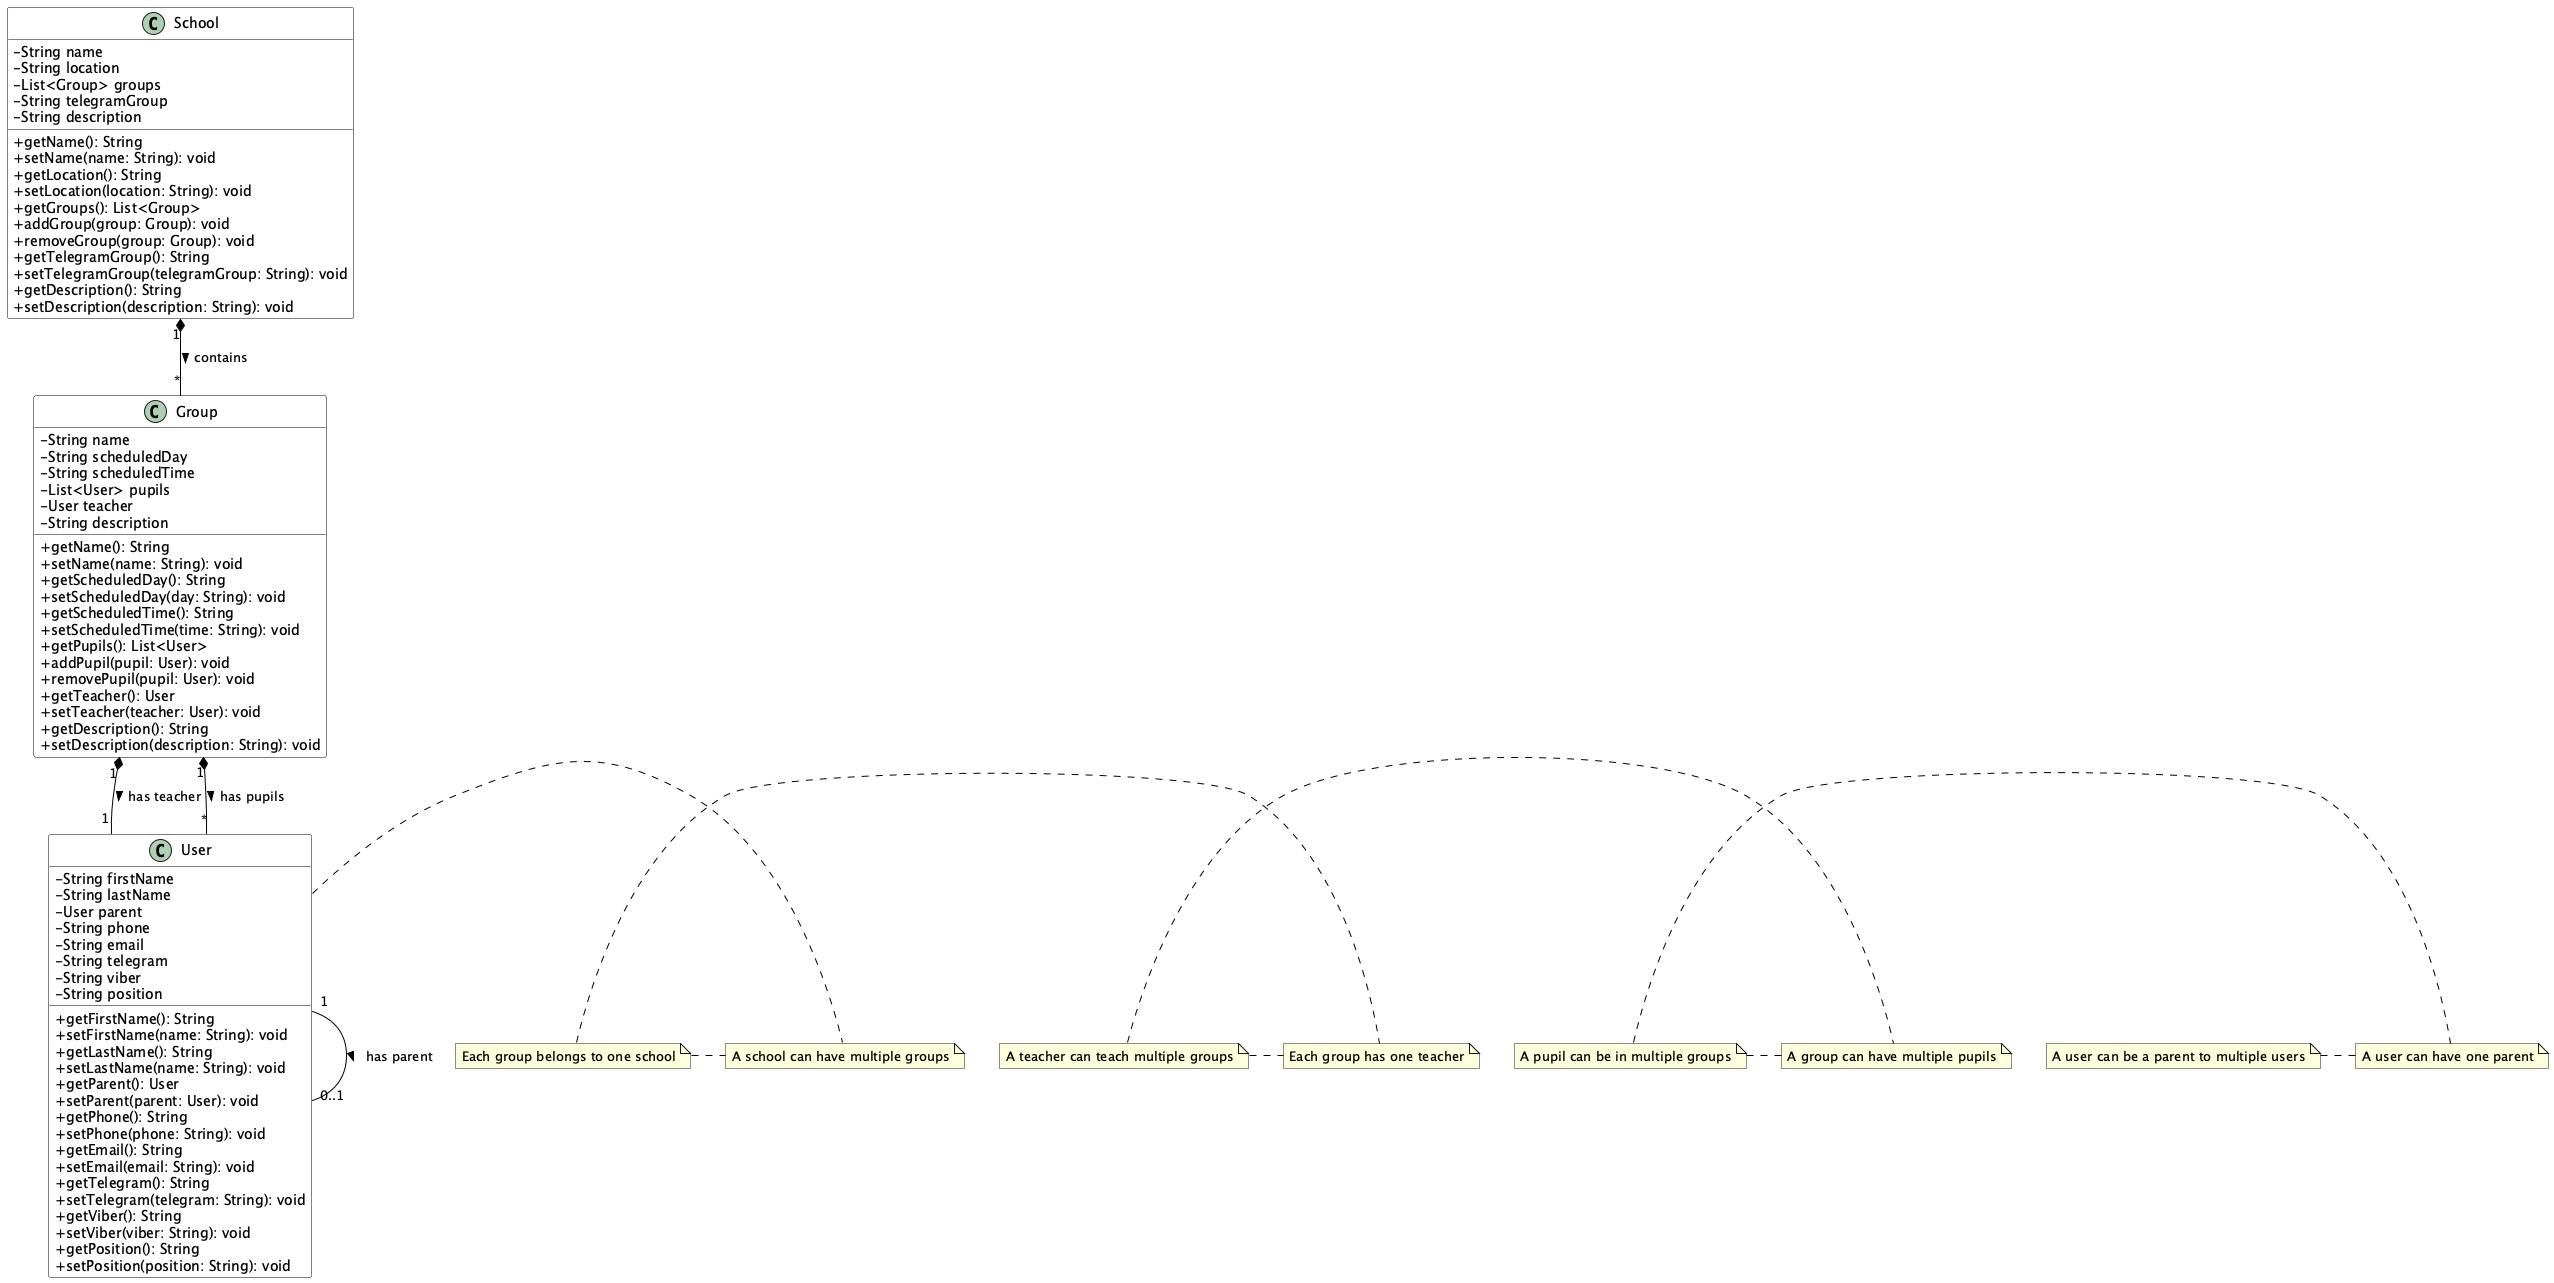 C School
-String name
-String location
-List<Group> groups
-String telegramGroup
-String description
+getName(): String
+setName(name: String): void
+getLocation(): String
+setLocation(location: String): void
+getGroups(): List<Group>
+addGroup(group: Group): void
+removeGroup(group: Group): void
+getTelegramGroup(): String
+setTelegramGroup(telegramGroup: String): void
+getDescription(): String
+setDescription(description: String): void
1
contains
*
C Group
-String name
-String scheduledDay
-String scheduledTime
-List<User> pupils
-User teacher
-String description
+getName(): String
+setName(name: String): void
+getScheduledDay(): String
+setScheduledDay(day: String): void
+getScheduledTime(): String
+setScheduledTime(time: String): void
+getPupils(): List<User>
+addPupil(pupil: User): void
+removePupil(pupil: User): void
+getTeacher(): User
+setTeacher(teacher: User): void
+getDescription(): String
+setDescription(description: String): void
1 1
has teacher has pupils
1 *
C User
-String firstName
-String lastName
-User parent
-String phone
-String email
-String telegram
-String viber
-String position
+getFirstName(): String
+setFirstName(name: String): void
+getLastName(): String
+setLastName(name: String): void
+getParent(): User
+setParent(parent: User): void
+getPhone(): String
+setPhone(phone: String): void
+getEmail(): String
+setEmail(email: String): void
+getTelegram(): String
+setTelegram(telegram: String): void
+getViber(): String
+setViber(viber: String): void
+getPosition(): String
+setPosition(position: String): void
1
has parent
0..1
Each group belongs to one school
A school can have multiple groups
A teacher can teach multiple groups
Each group has one teacher
A pupil can be in multiple groups
A group can have multiple pupils
A user can be a parent to multiple users
A user can have one parent